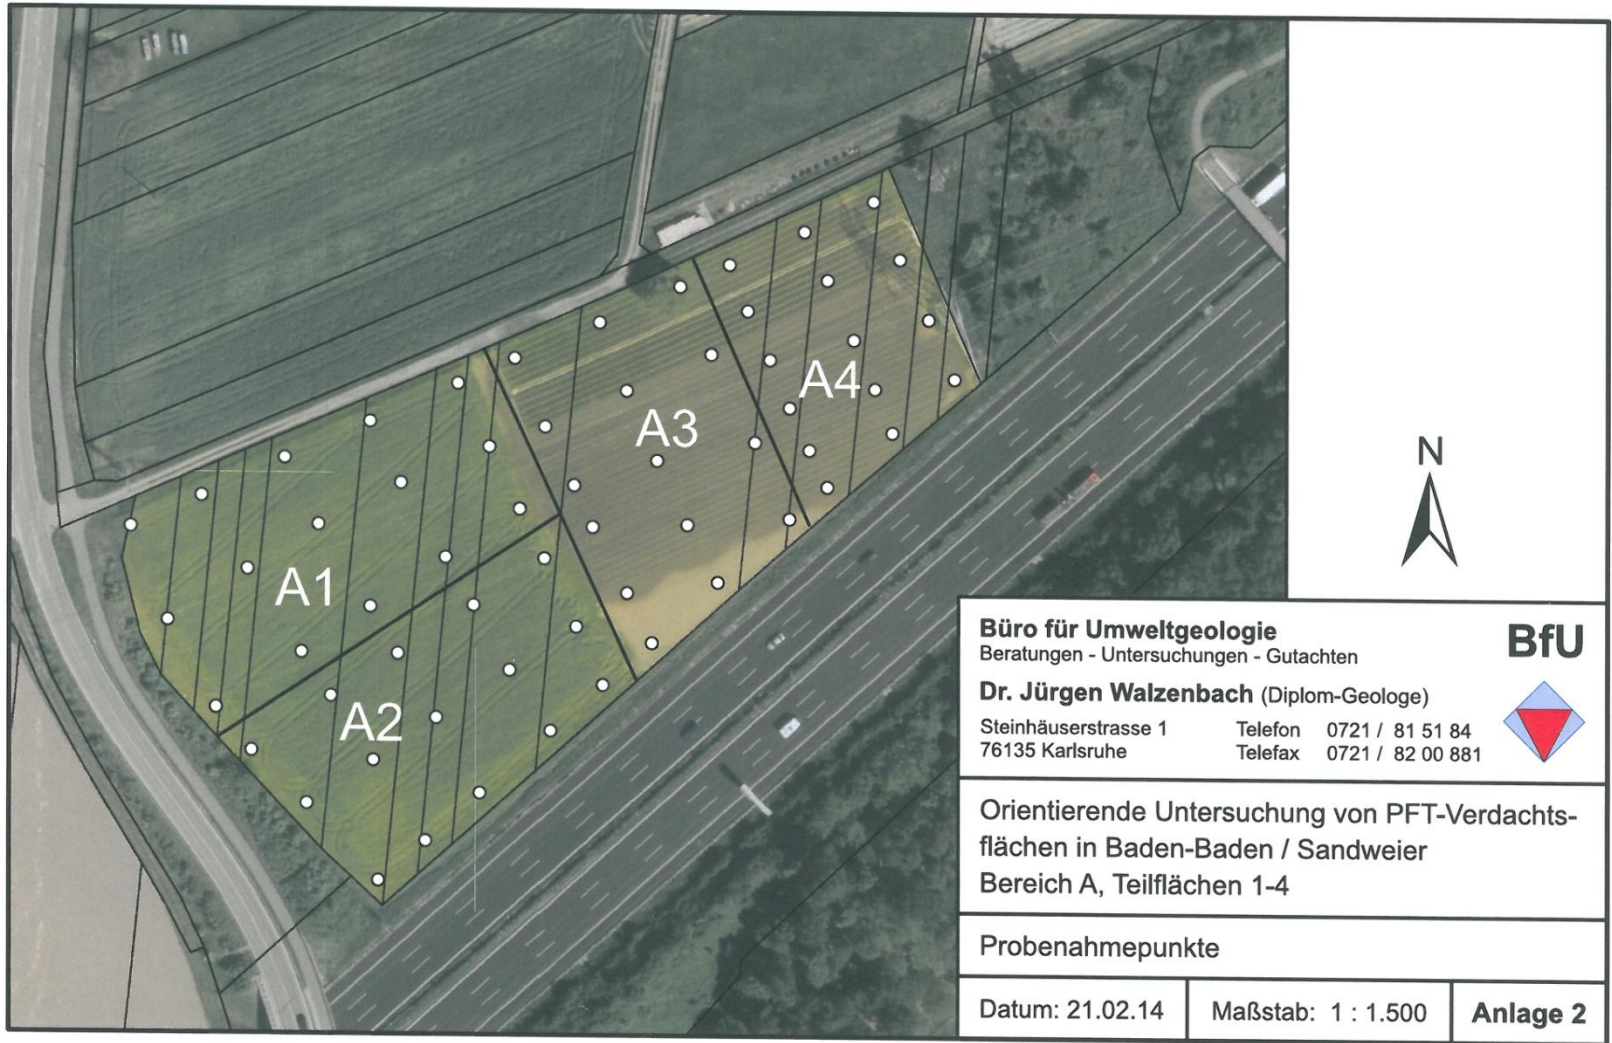 A1
A2
A3
A4
N
Büro für Umweltgeologie
Beratungen - Untersuchungen - Gutachten
BfU
Dr. Jürgen Walzenbach (Diplom-Geologe)
Steinhäuserstrasse 1 Telefon 0721 / 81 51 84
76135 Karlsruhe Telefax 0721 / 82 00 881
Orientierende Untersuchung von PFT-Verdachts-
flächen in Baden-Baden / Sandweier
Bereich A, Teilflächen 1-4
Probenahmepunkte
Datum: 21.02.14 Maßstab: 1 : 1.500 Anlage 2